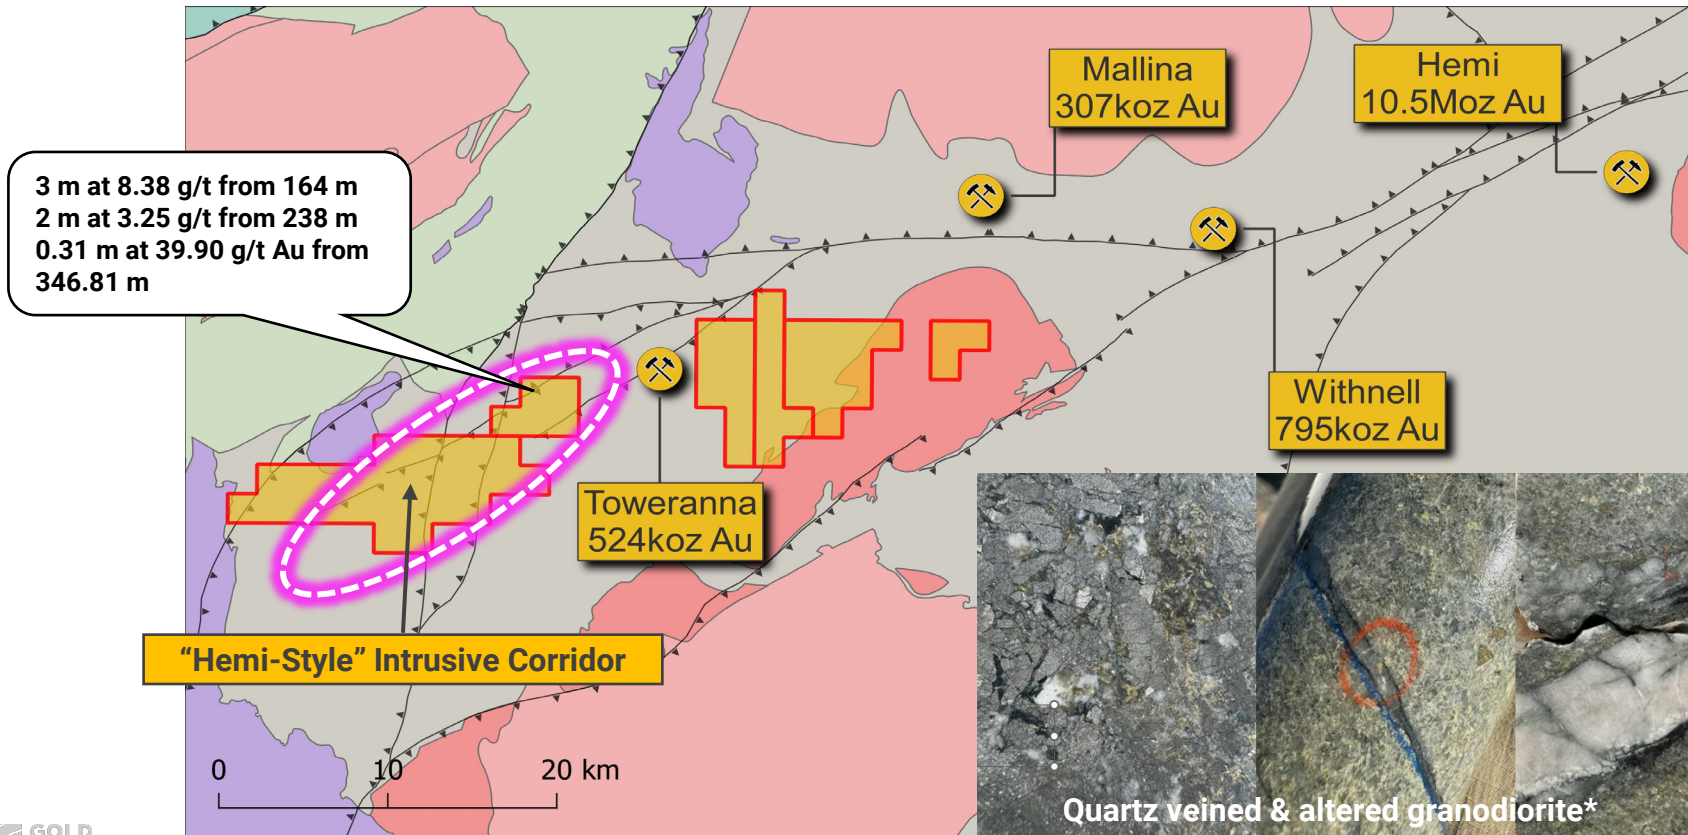 Mallina
307koz Au
Hemi
10.5Moz Au
3 m at 8.38 g/t from 164 m
2 m at 3.25 g/t from 238 m
0.31 m at 39.90 g/t Au from
346.81 m
Withnell
795koz Au
Toweranna
524koz Au
“Hemi-Style” Intrusive Corridor
0 10 20 km
Quartz veined & altered granodiorite*
GOLD